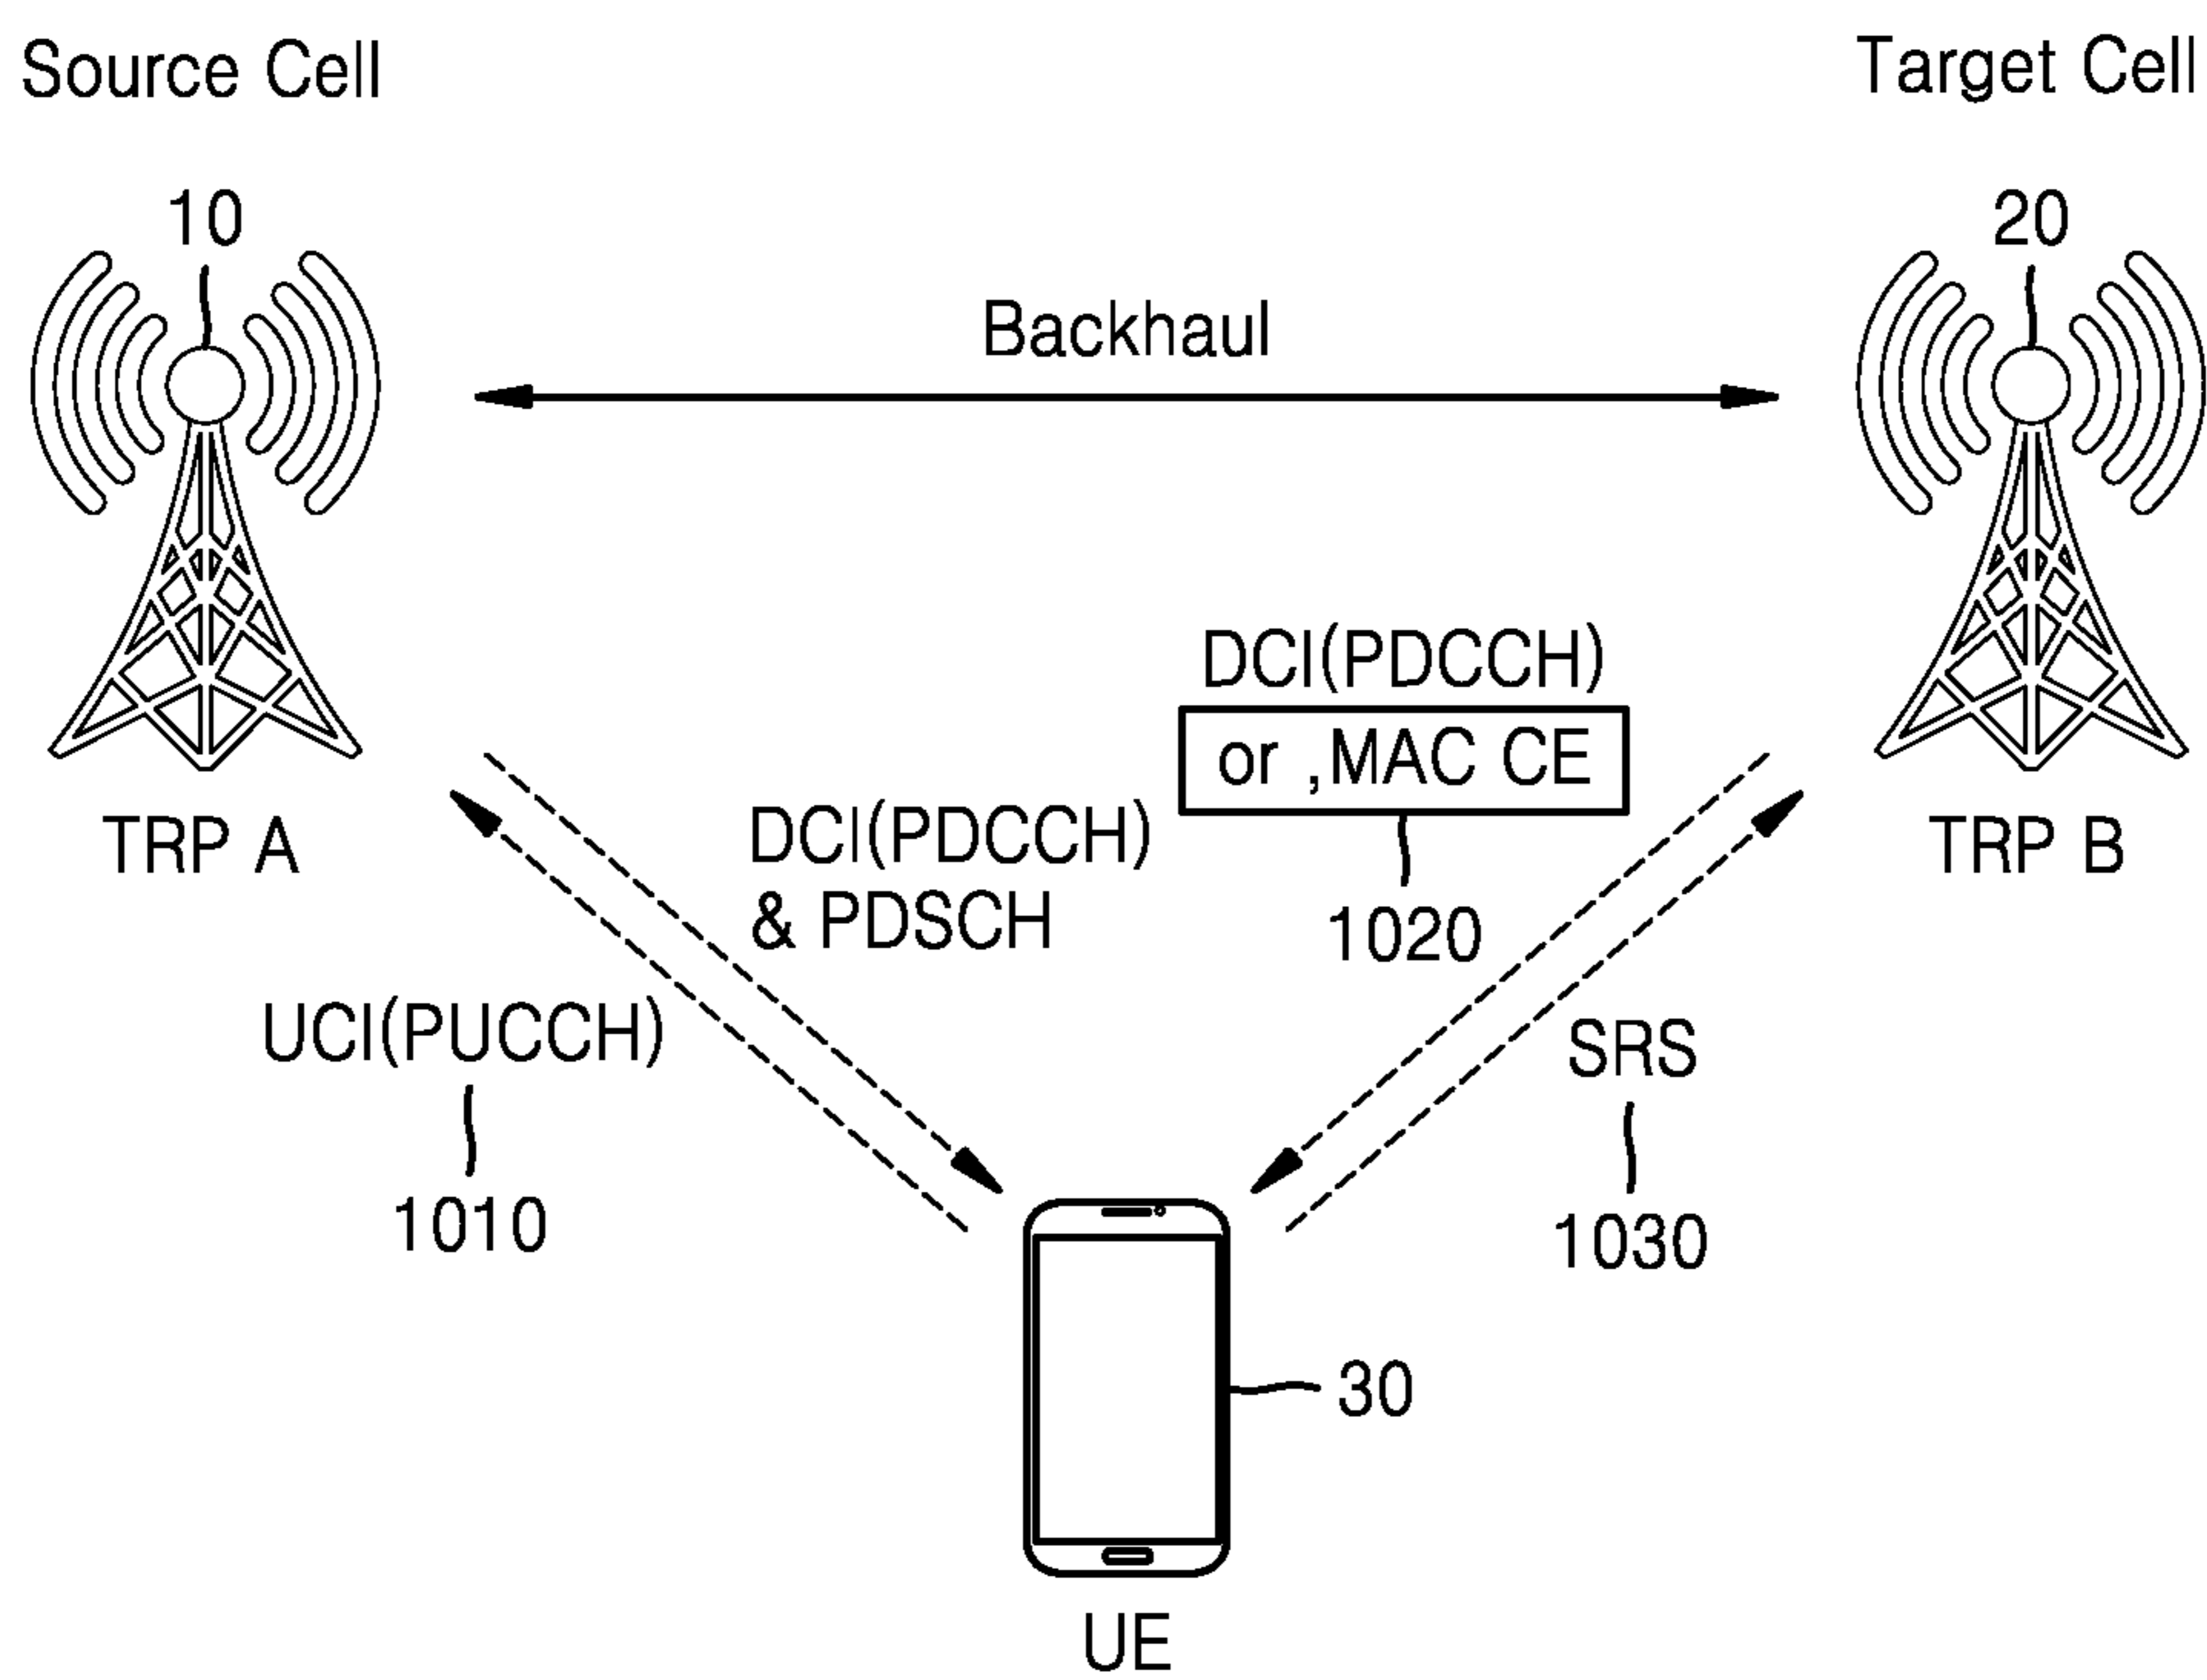 Source Cell
Target Cell
10
20
Backhaul
DCI(PDCCH)
or ,MAC CE
1020
TRP A
TRP B
DCI(PDCCH)
& PDSCH
UCI(PUCCH)
1010
SRS
1030
30
UE